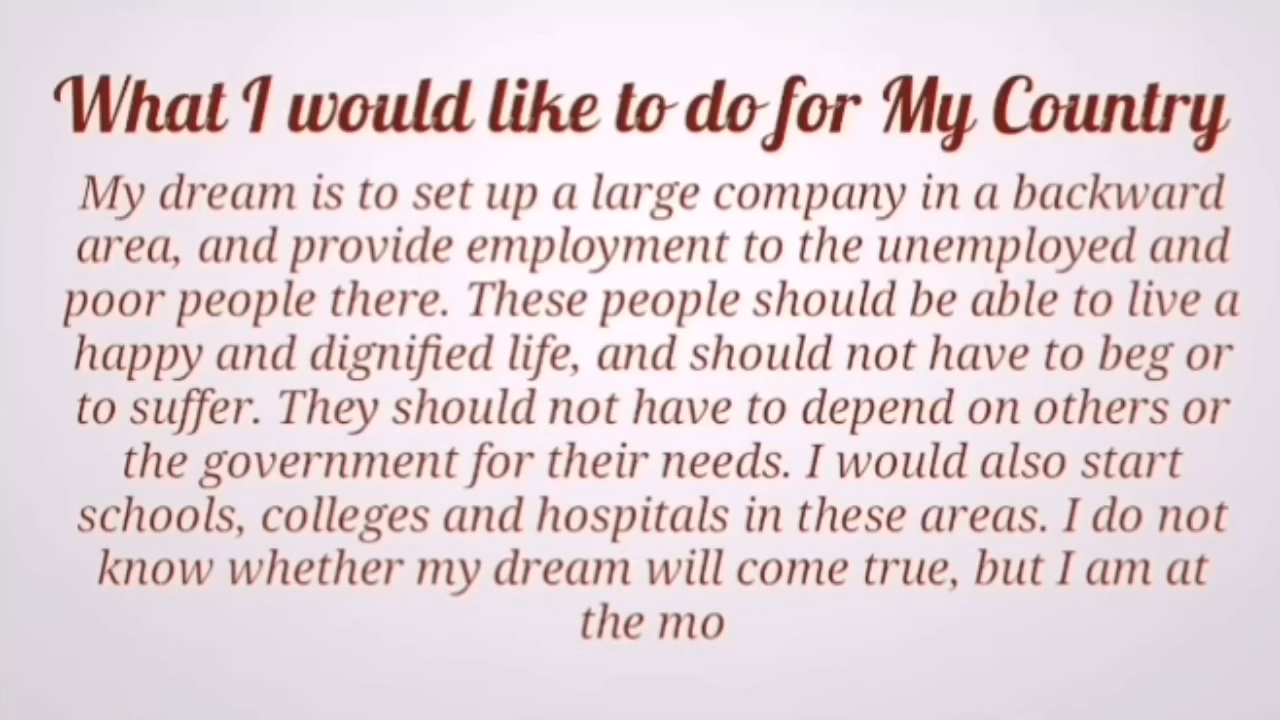 What I would like to do for My Country
My dream is to set up a large company in a backward
area, and provide employment to the unemployed and
poor people there. These people should be able to live a
happy and dignified life, and should not have to beg or
to suffer. They should not have to depend on others or
the government for their needs. I would also start
schools, colleges and hospitals in these areas. I do not
know whether my dream will come true, but I am at
the mo